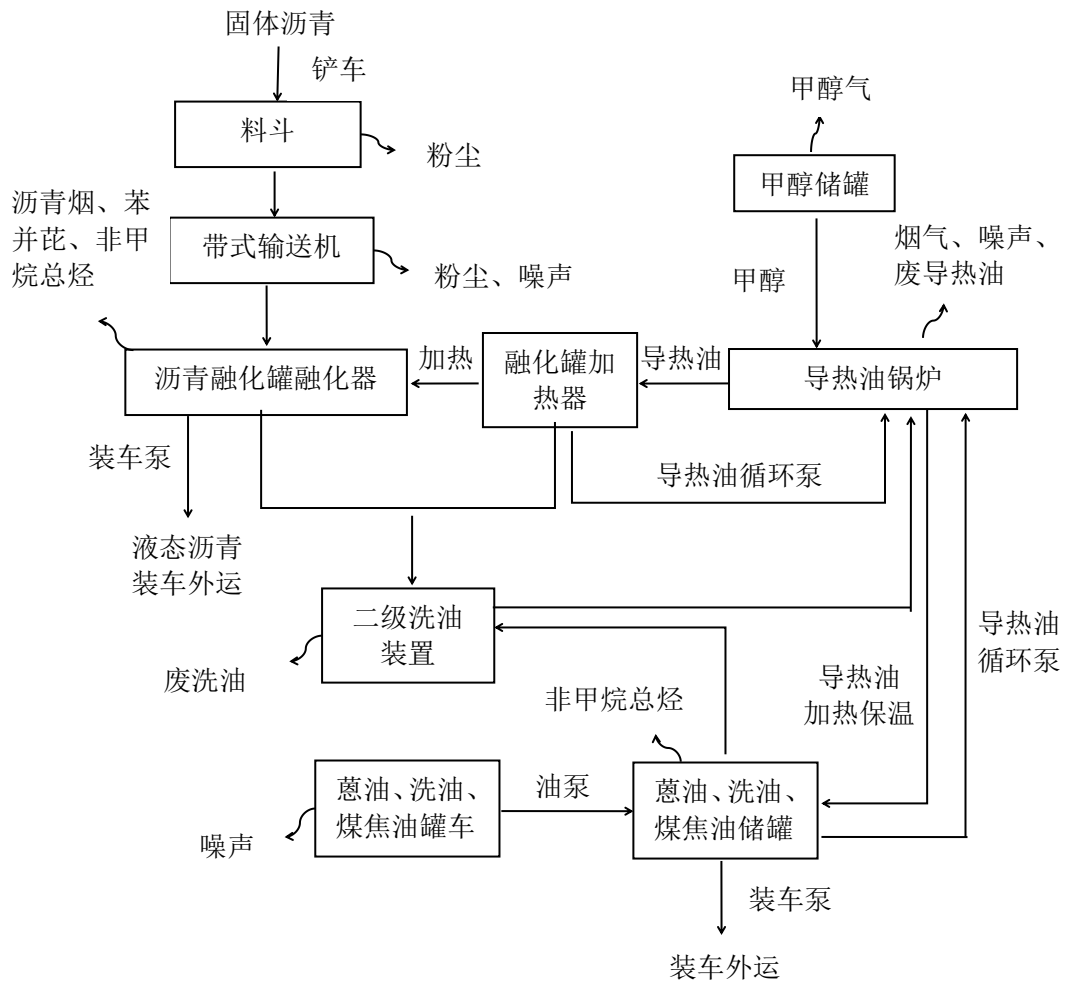 固体沥青
铲车
料斗
粉尘
甲醇气
甲醇储罐
沥青烟、苯
并芘、非甲
烷总烃
带式输送机
粉尘、噪声
甲醇
烟气、噪声、
废导热油
沥青融化罐融化器
加热
融化罐加
热器
导热油
导热油锅炉
装车泵
导热油循环泵
液态沥青
装车外运
二级洗油
装置
废洗油
导热油
循环泵
导热油
加热保温
非甲烷总烃
蒽油、洗油、
煤焦油罐车
油泵
蒽油、洗油、
煤焦油储罐
噪声
装车泵
装车外运